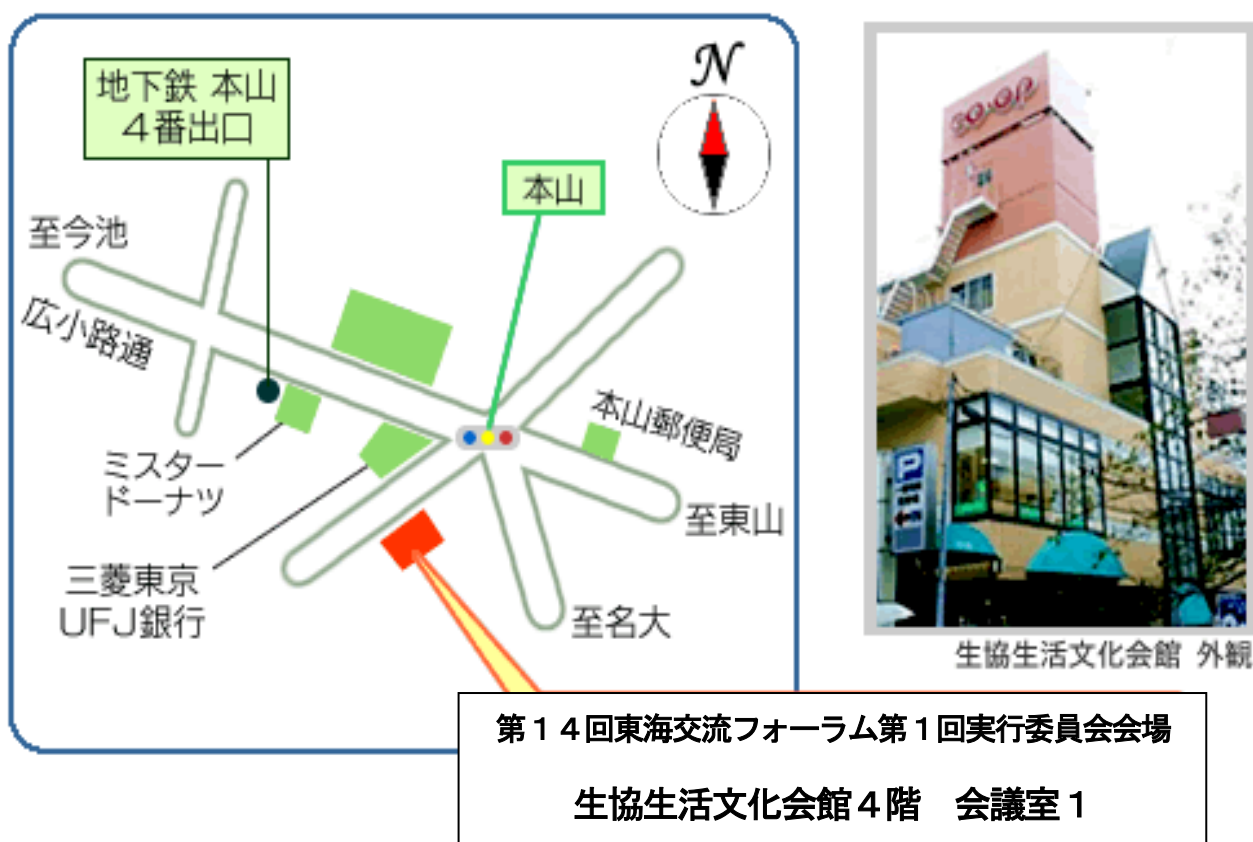 地下鉄 本山
4番出口
N
本山
至今池
広小路通
本山郵便局
ミスター
ドーナツ
至東山
三菱東京
UFJ銀行
至名大
CO·OP
P
生協生活文化会館 外観
第14回東海交流フォーラム第1回実行委員会会場
生協生活文化会館4階　会議室1